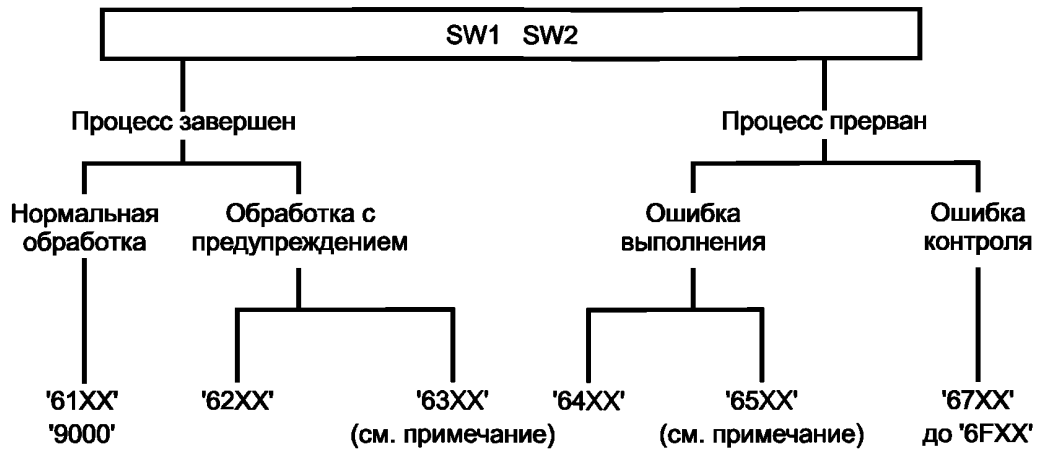 SW1 SW2
Процесс завершен
Процесс прерван
Нормальная
обработка
Обработка с
предупреждением
Ошибка
выполнения
Ошибка
контроля
'61XX'
'9000'
'62XX'
'63XX'
(см. примечание)
'64XX'
'65XX'
(см. примечание)
'67XX'
до '6FXX'